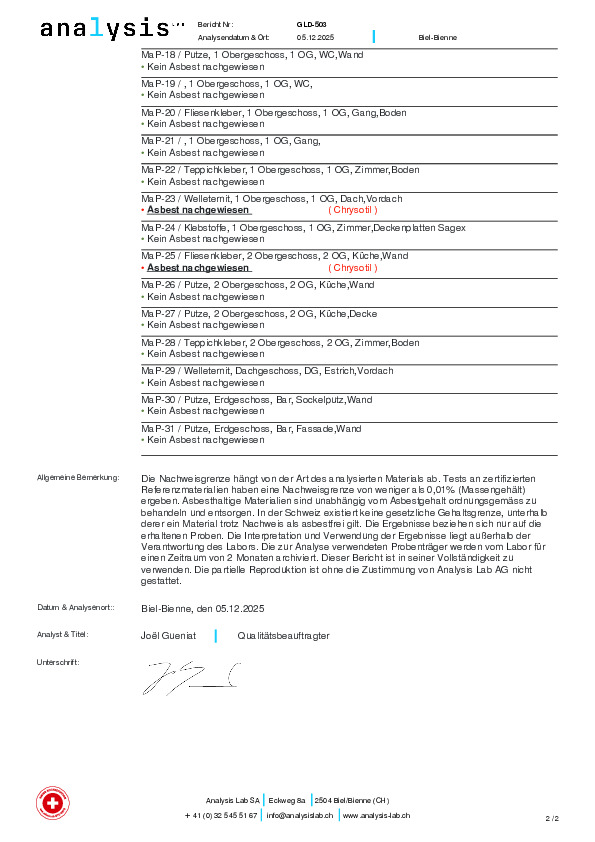 analysis
Bericht Nr: GLD-503
Analysendatum & Ort: 05.12.2025 Biel-Bienne
MaP-18 / Putze, 1 Obergeschoss, 1 OG, WC,Wand
• Kein Asbest nachgewiesen
MaP-19 / , 1 Obergeschoss, 1 OG, WC,
• Kein Asbest nachgewiesen
MaP-20 / Fliesenkleber, 1 Obergeschoss, 1 OG, Gang,Boden
• Kein Asbest nachgewiesen
MaP-21 / , 1 Obergeschoss, 1 OG, Gang,
• Kein Asbest nachgewiesen
MaP-22 / Teppichkleber, 1 Obergeschoss, 1 OG, Zimmer,Boden
• Kein Asbest nachgewiesen
MaP-23 / Welleternit, 1 Obergeschoss, 1 OG, Dach,Vordach
• Asbest nachgewiesen ( Chrysotil )
MaP-24 / Klebstoffe, 1 Obergeschoss, 1 OG, Zimmer,Deckenplatten Sagex
• Kein Asbest nachgewiesen
MaP-25 / Fliesenkleber, 2 Obergeschoss, 2 OG, Küche,Wand
• Asbest nachgewiesen ( Chrysotil )
MaP-26 / Putze, 2 Obergeschoss, 2 OG, Küche,Wand
• Kein Asbest nachgewiesen
MaP-27 / Putze, 2 Obergeschoss, 2 OG, Küche,Decke
• Kein Asbest nachgewiesen
MaP-28 / Teppichkleber, 2 Obergeschoss, 2 OG, Zimmer,Boden
• Kein Asbest nachgewiesen
MaP-29 / Welleternit, Dachgeschoss, DG, Estrich,Vordach
• Kein Asbest nachgewiesen
MaP-30 / Putze, Erdgeschoss, Bar, Sockelputz,Wand
• Kein Asbest nachgewiesen
MaP-31 / Putze, Erdgeschoss, Bar, Fassade,Wand
• Kein Asbest nachgewiesen
Allgemeine Bemerkung: Die Nachweisgrenze hängt von der Art des analysierten Materials ab. Tests an zertifizierten
Referenzmaterialien haben eine Nachweisgrenze von weniger als 0,01% (Massengehält)
ergeben. Asbesthaltige Materialien sind unabhängig vom Asbestgehalt ordnungsgemäss zu
behandeln und entsorgen. In der Schweiz existiert keine gesetzliche Gehaltsgrenze, unterhalb
derer ein Material trotz Nachweis als asbestfrei gilt. Die Ergebnisse beziehen sich nur auf die
erhaltenen Proben. Die Interpretation und Verwendung der Ergebnisse liegt außerhalb der
Verantwortung des Labors. Die zur Analyse verwendeten Probenträger werden vom Labor für
einen Zeitraum von 2 Monaten archiviert. Dieser Bericht ist in seiner Vollständigkeit zu
verwenden. Die partielle Reproduktion ist ohne die Zustimmung von Analysis Lab AG nicht
gestattet.
Datum & Analysenort:: Biel-Bienne, den 05.12.2025
Analyst & Titel: Joël Gueniat Qualitätsbeauftragter
Unterschrift:
Analysis Lab SA Eckweg 8a 2504 Biel/Bienne (CH)
+ 41 (0) 32 545 51 67 info@analysislab.ch www.analysis-lab.ch
2 / 2